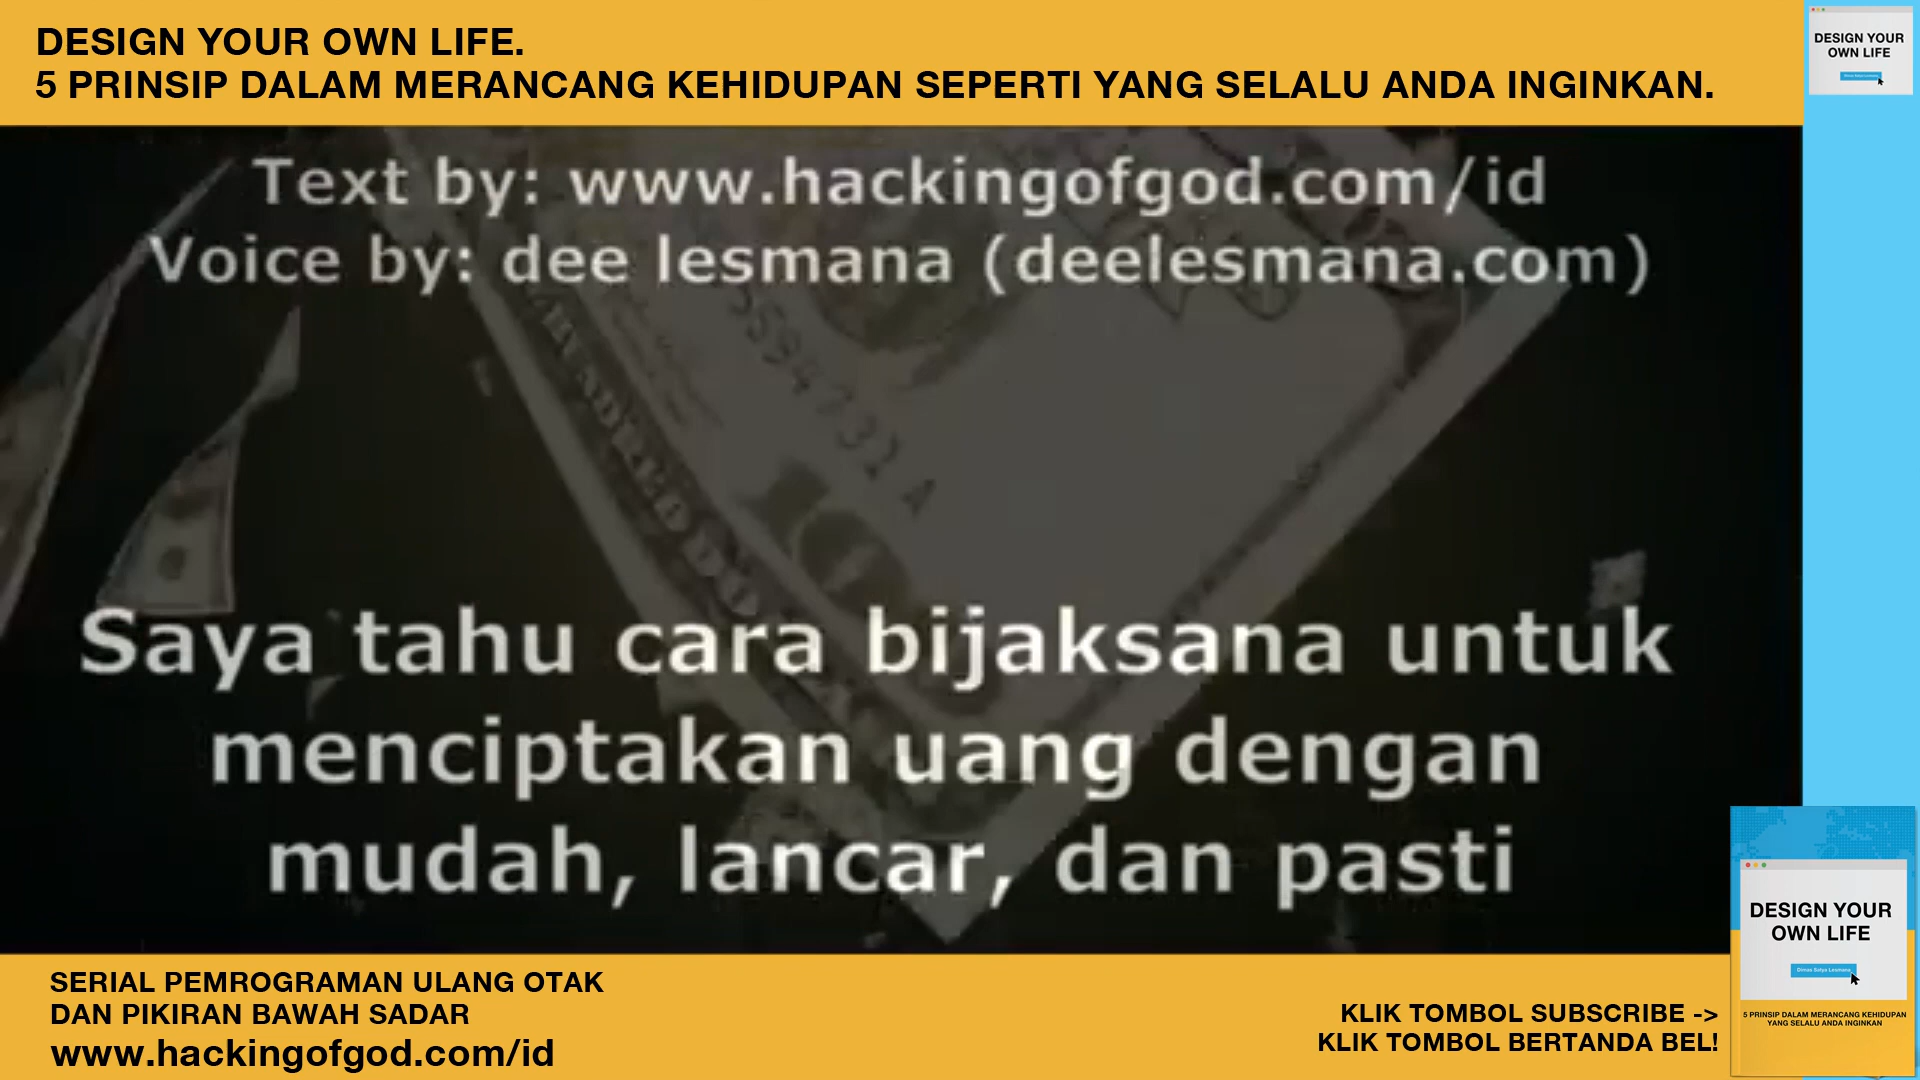 DESIGN YOUR OWN LIFE.
5 PRINSIP DALAM MERANCANG KEHIDUPAN SEPERTI YANG SELALU ANDA INGINKAN.
DESIGN YOUR
OWN LIFE
Text by: www.hackingofgod.com/id
Voice by: dee lesmana (deelesmana.com)
Saya tahu cara bijaksana untuk
menciptakan uang dengan
mudah, lancar, dan pasti
SERIAL PEMROGRAMAN ULANG OTAK
DAN PIKIRAN BAWAH SADAR
www.hackingofgod.com/id
KLIK TOMBOL SUBSCRIBE ->
KLIK TOMBOL BERTANDA BEL!
DESIGN YOUR
OWN LIFE
Dimas Satya Lesmana
5 PRINSIP DALAM MERANCANG KEHIDUPAN
YANG SELALU ANDA INGINKAN